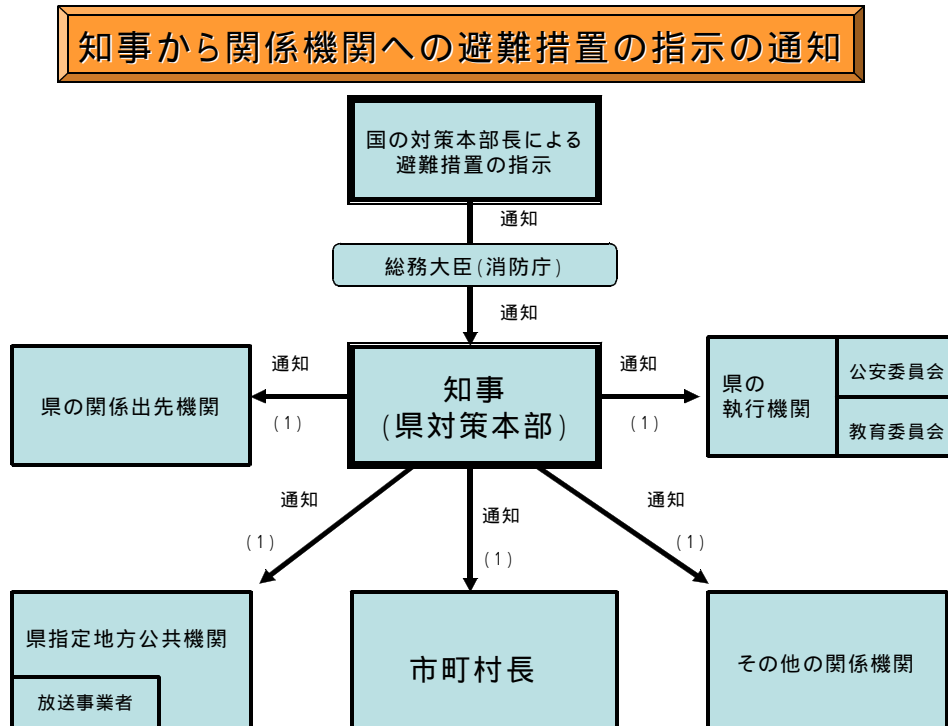 知事から関係機関への避難措置の指示の通知
国の対策本部長による
避難措置の指示
通知
総務大臣(消防庁)
通知
県の関係出先機関
通知
(1)
知事
(県対策本部)
通知
(1)
県の
執行機関
公安委員会
教育委員会
通知
(1)
通知
(1)
通知
(1)
県指定地方公共機関
放送事業者
市町村長
その他の関係機関